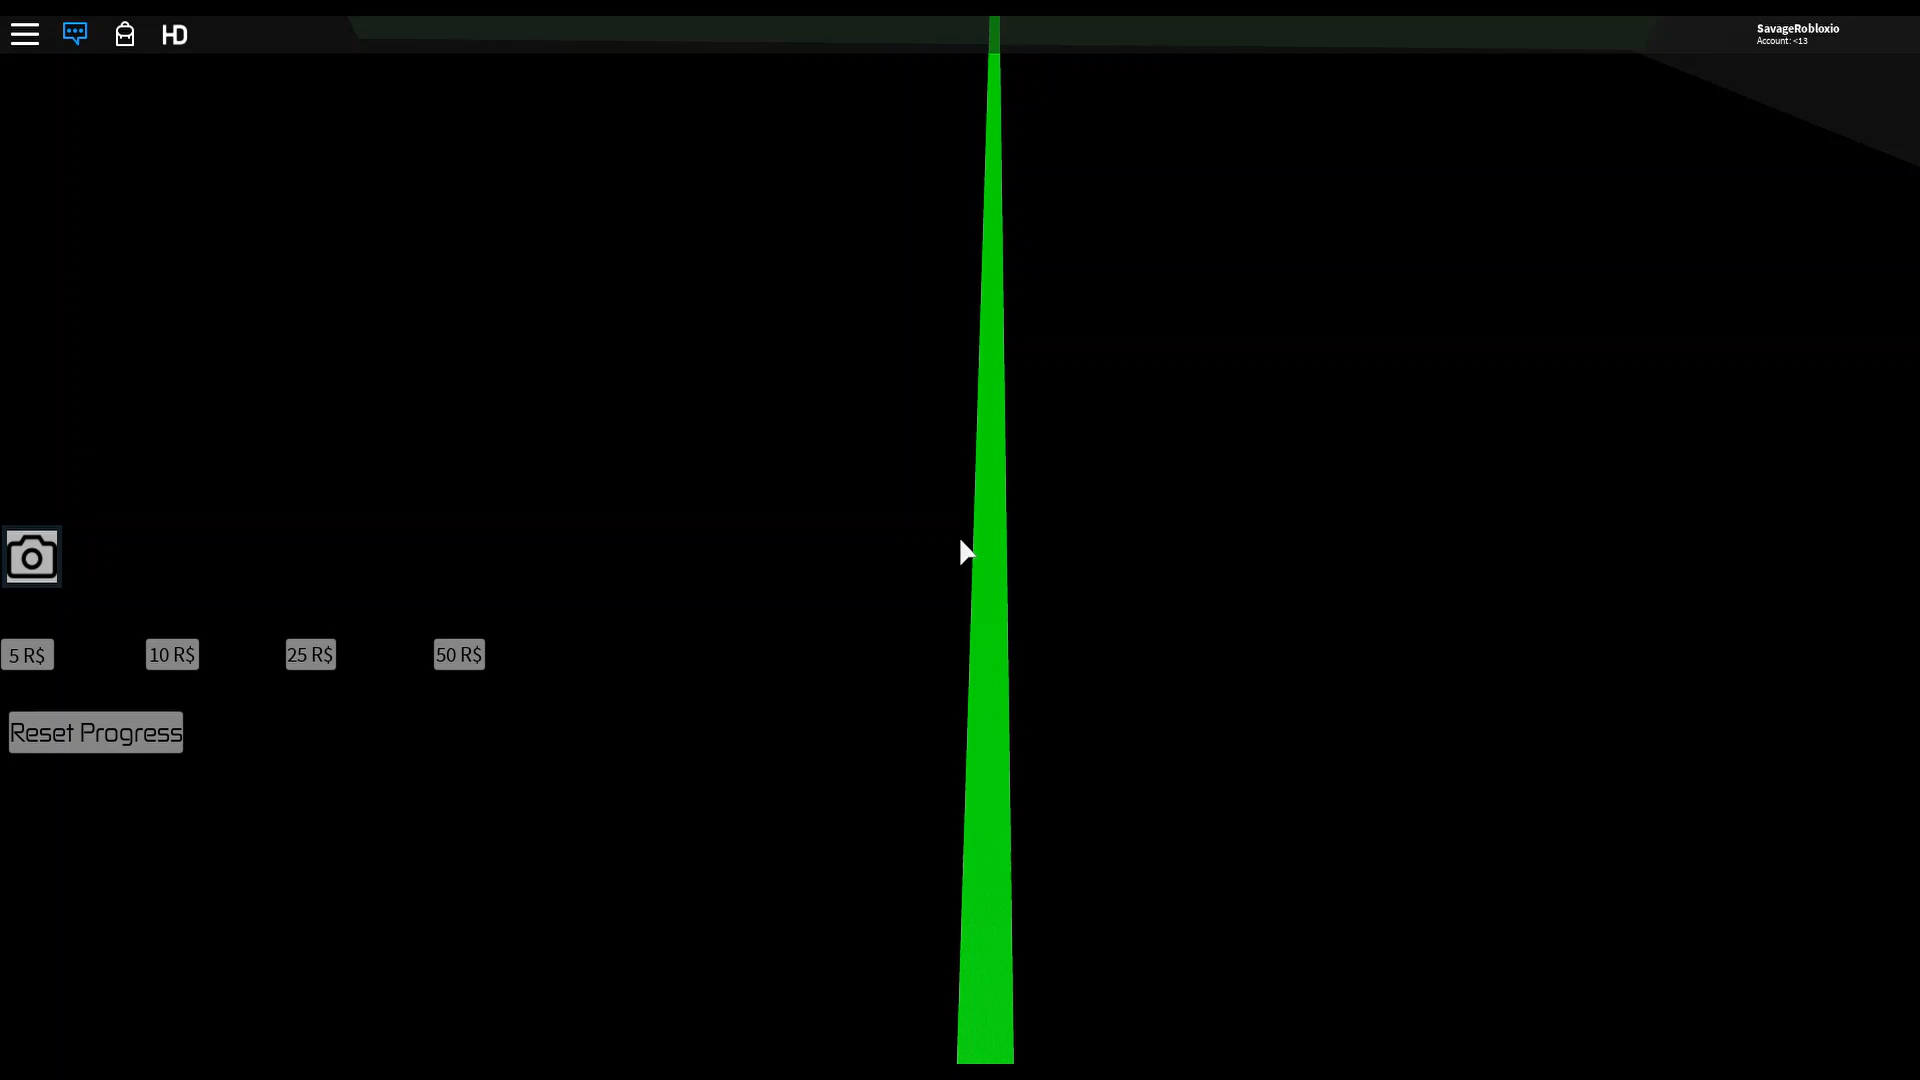 HD
SavageRobloxio
Account: <13
5 R$
10 R$
25 R$
50 R$
Reset Progress